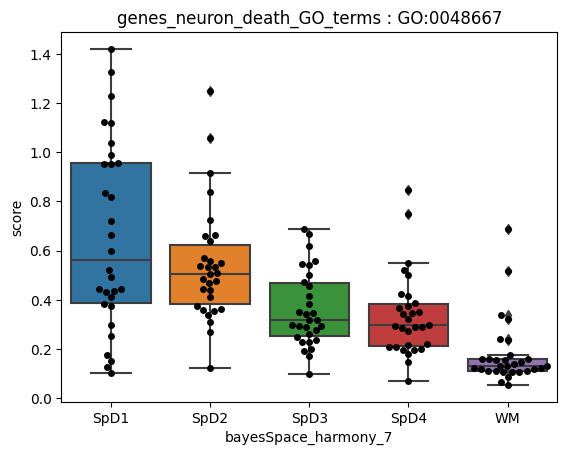 genes_neuron_death_GO_terms : GO:0048667
score
1.4
1.2
1.0
0.8
0.6
0.4
0.2
0.0
SpD1 SpD2 SpD3 SpD4 WM
bayesSpace_harmony_7